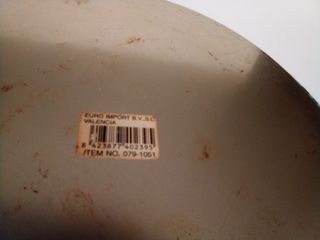 EURO IMPORT B.V.,S.L.
VALENCIA
8 423877 402395
ITEM NO. 079-1051